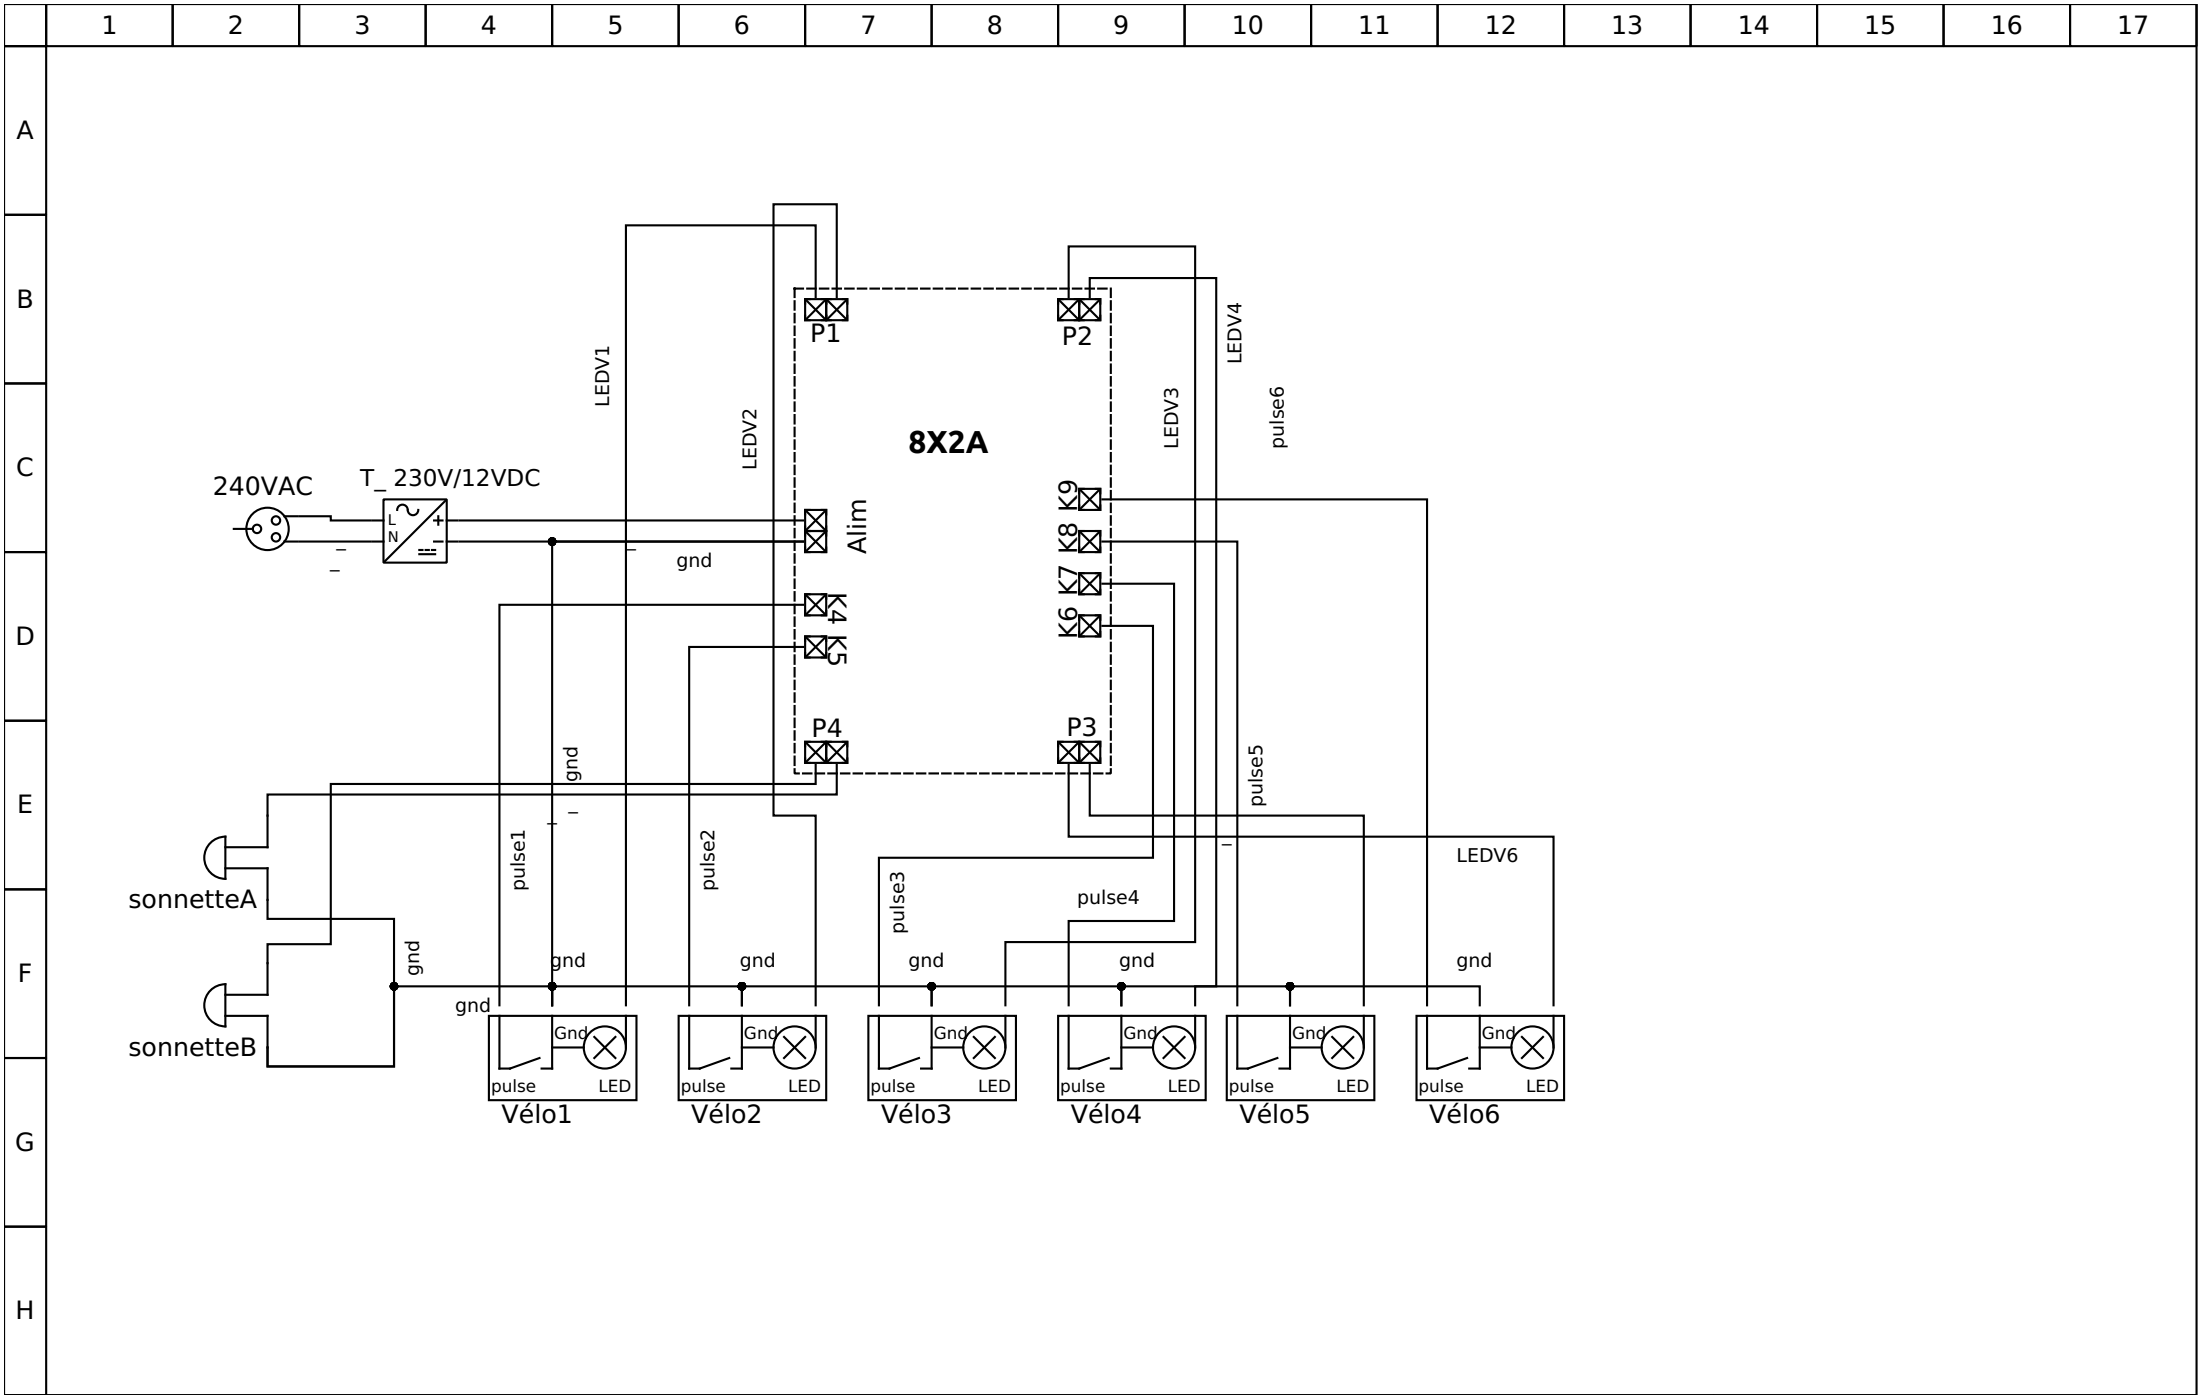 1 2 3 4 5 6 7 8 9 10 11 12 13 14 15 16 17
A
B
P1
P2
LEDV4
LEDV1
LEDV3
pulse6
LEDV2
8X2A
C
T_ 230V/12VDC
240VAC
K9
L
+
N
−
Alim
K8
_
_
_
gnd
K7
K4
K6
D
K5
P4
P3
gnd
pulse5
E
_
_
pulse1
pulse2
_
LEDV6
sonnetteA
pulse3
pulse4
gnd
gnd
gnd
gnd
gnd
gnd
F
gnd
sonnetteB
Gnd
Gnd
Gnd
Gnd
Gnd
Gnd
pulse LED
pulse LED
pulse LED
pulse LED
pulse LED
pulse LED
Vélo1
Vélo2
Vélo3
Vélo4
Vélo5
Vélo6
G
H